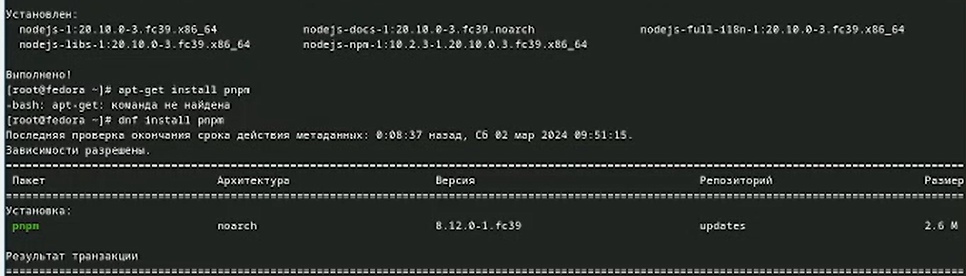 Установлен:
nodejs-1:20.10.0-3.fc39.x86_64 nodejs-docs-1:20.10.0-3.fc39.noarch nodejs-full-i18n-1:20.10.0-3.fc39.x86_64
nodejs-libs-1:20.10.0-3.fc39.x86_64 nodejs-npm-1:10.2.3-1.20.10.0.3.fc39.x86_64
Выполнено!
[root@fedora ~]# apt-get install pnpm
-bash: apt-get: команда не найдена
[root@fedora ~]# dnf install pnpm
Последняя проверка окончания срока действия метаданных: 0:08:37 назад, Сб 02 мар 2024 09:51:15.
Зависимости разрешены.
Пакет Архитектура Версия Репозиторий Размер
Установка:
pnpm noarch 8.12.0-1.fc39 updates 2.6 M
Результат транзакции